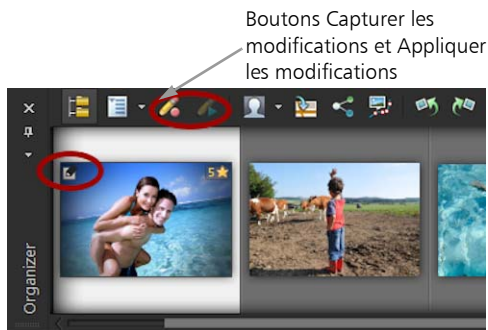 Boutons Capturer les
modifications et Appliquer
les modifications
5
Organizer